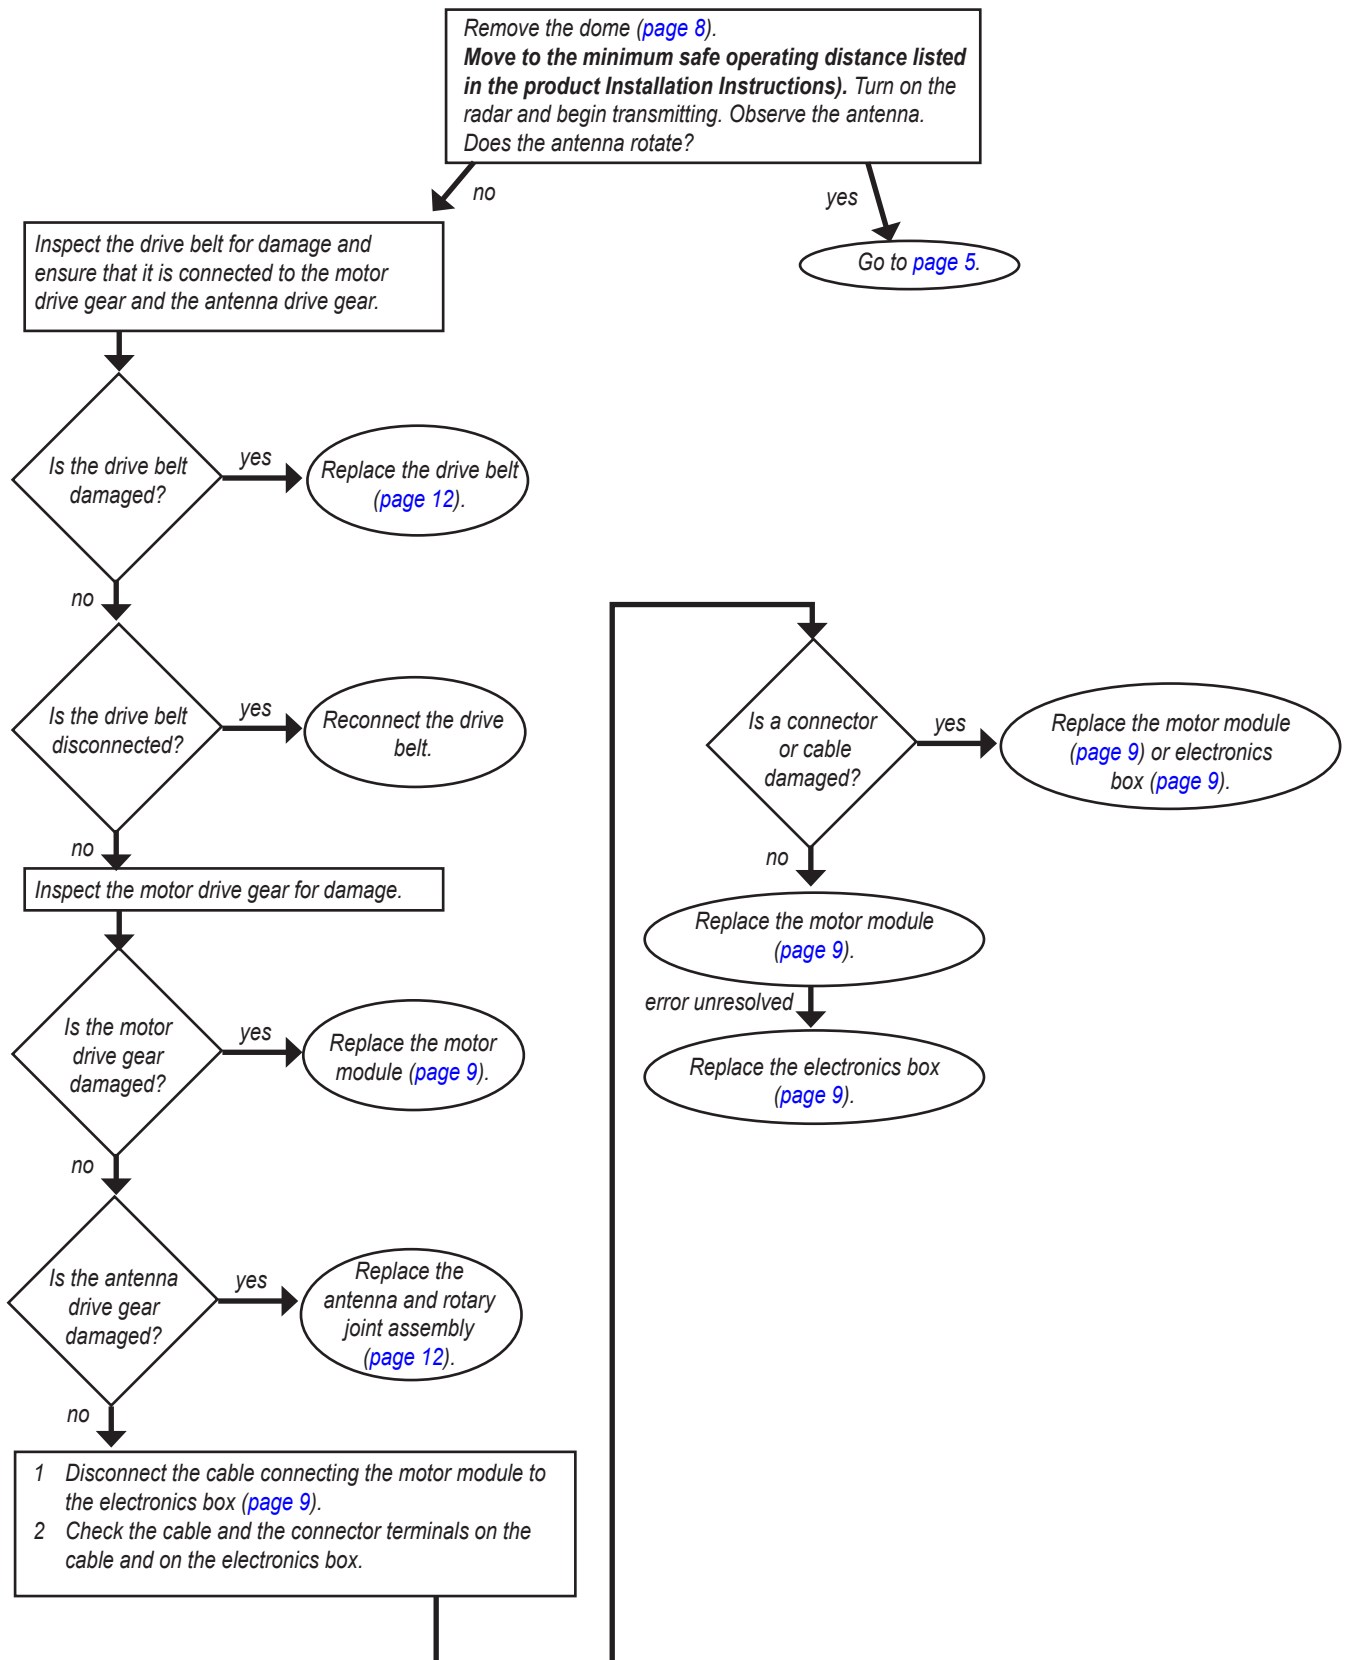 Remove the dome (page 8).
Move to the minimum safe operating distance listed
in the product Installation Instructions). Turn on the
radar and begin transmitting. Observe the antenna.
Does the antenna rotate?
no
yes
Inspect the drive belt for damage and
ensure that it is connected to the motor
drive gear and the antenna drive gear.
Go to page 5.
Is the drive belt
damaged?
yes
Replace the drive belt
(page 12).
no
Is the drive belt
disconnected?
yes
Reconnect the drive
belt.
no
Inspect the motor drive gear for damage.
Is the motor
drive gear
damaged?
yes
Replace the motor
module (page 9).
no
Is the antenna
drive gear
damaged?
yes
Replace the
antenna and rotary
joint assembly
(page 12).
no
1 Disconnect the cable connecting the motor module to
the electronics box (page 9).
2 Check the cable and the connector terminals on the
cable and on the electronics box.
Is a connector
or cable
damaged?
yes
Replace the motor module
(page 9) or electronics
box (page 9).
no
Replace the motor module
(page 9).
error unresolved
Replace the electronics box
(page 9).